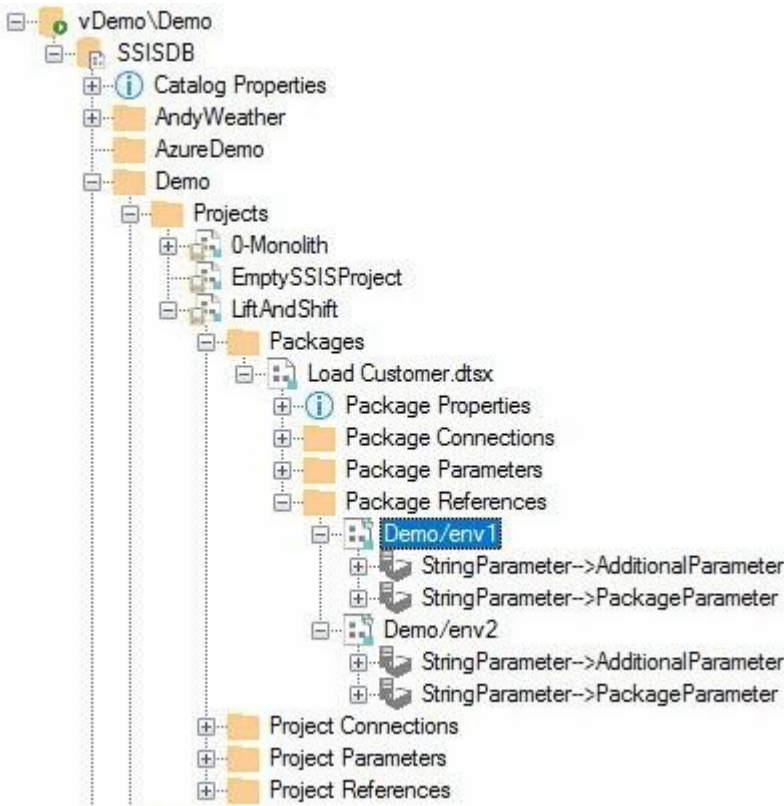 vDemo\Demo
SSISDB
Catalog Properties
AndyWeather
AzureDemo
Demo
Projects
0-Monolith
EmptySSISProject
LiftAndShift
Packages
Load Customer.dtsx
Package Properties
Package Connections
Package Parameters
Package References
Demo/env1
StringParameter-->AdditionalParameter
StringParameter-->PackageParameter
Demo/env2
StringParameter-->AdditionalParameter
StringParameter-->PackageParameter
Project Connections
Project Parameters
Project References